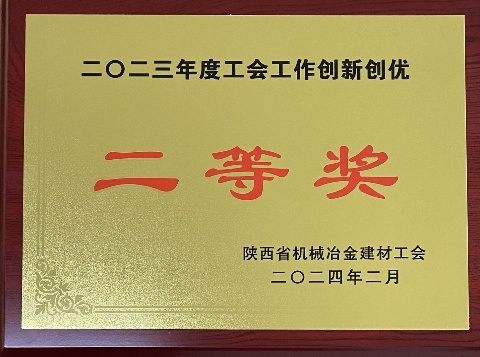 二〇二三年度工会工作创新创优
二等奖
陕西省机械冶金建材工会
二〇二四年二月